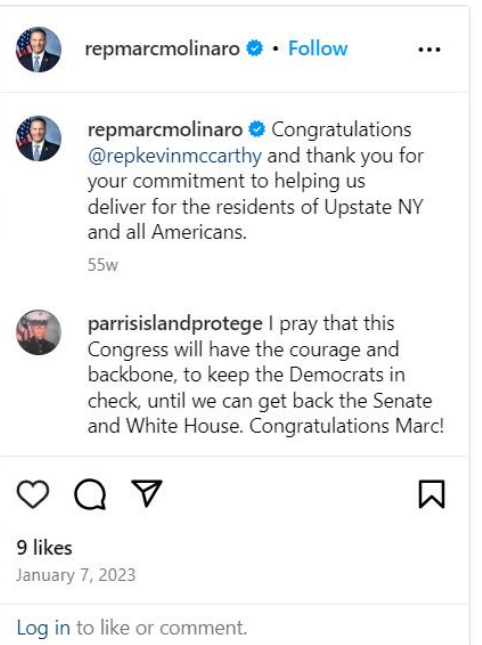 repmarcmolinaro • Follow
repmarcmolinaro Congratulations
@repkevinmccarthy and thank you for
your commitment to helping us
deliver for the residents of Upstate NY
and all Americans.
55w
parrisislandprotege I pray that this
Congress will have the courage and
backbone, to keep the Democrats in
check, until we can get back the Senate
and White House. Congratulations Marc!
9 likes
January 7, 2023
Log in to like or comment.